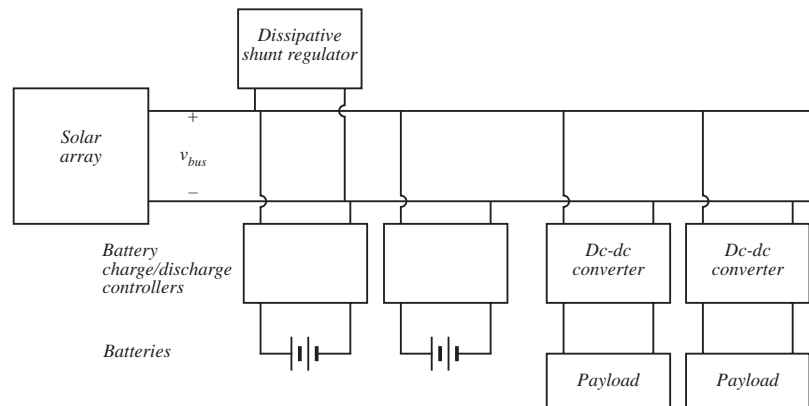 Dissipative
shunt regulator
Solar
array
+
v_bus
–
Battery
charge/discharge
controllers
Dc-dc
converter
Dc-dc
converter
Batteries
Payload
Payload